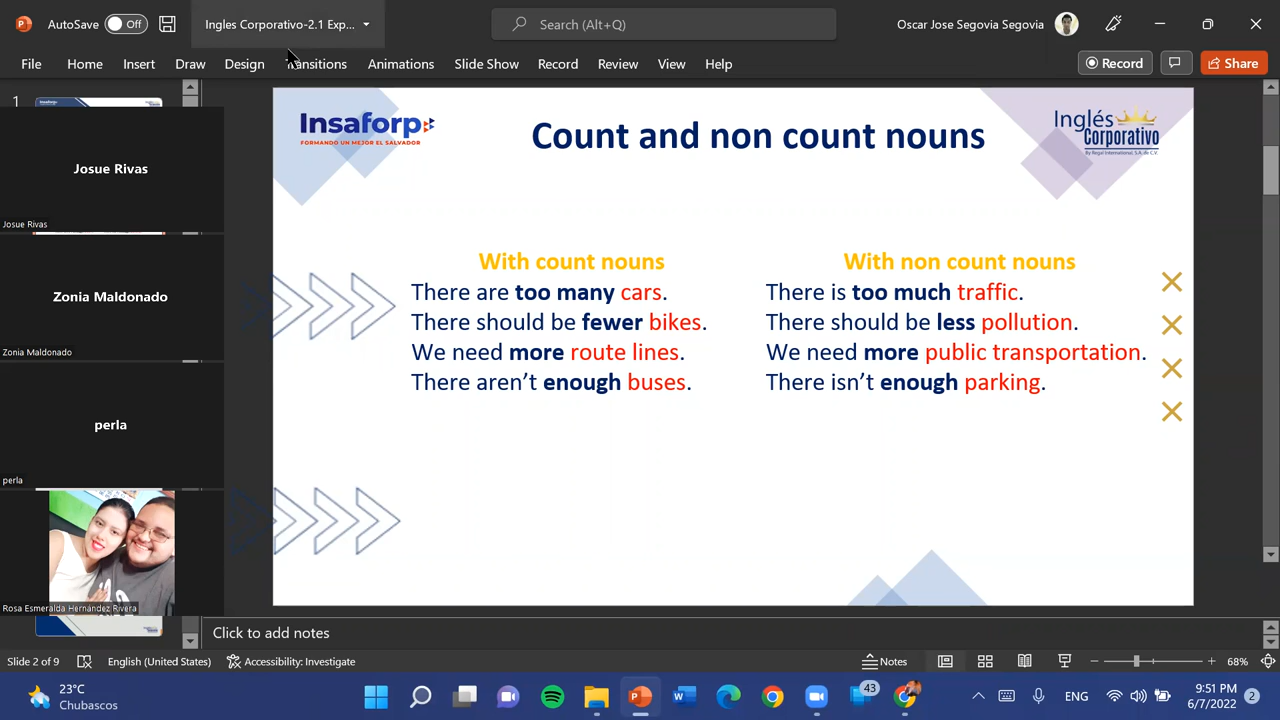 AutoSave Off Ingles Corporativo-2.1 Exp... Search (Alt+Q) Oscar Jose Segovia Segovia
File Home Insert Draw Design Transitions Animations Slide Show Record Review View Help Record Share
1
Josue Rivas
Josue Rivas
Zonia Maldonado
Zonia Maldonado
perla
perla
Rosa Esmeralda Hernández Rivera
Insaforp
FORMANDO UN MEJOR EL SALVADOR
Count and non count nouns
Inglés
Corporativo
By Regal International, S.A. de C.V.
With count nouns
There are too many cars.
There should be fewer bikes.
We need more route lines.
There aren't enough buses.
With non count nouns
There is too much traffic.
There should be less pollution.
We need more public transportation.
There isn't enough parking.
Click to add notes
Slide 2 of 9 English (United States) Accessibility: Investigate Notes 68%
23°C
Chubascos
43
ENG
9:51 PM
6/7/2022
2